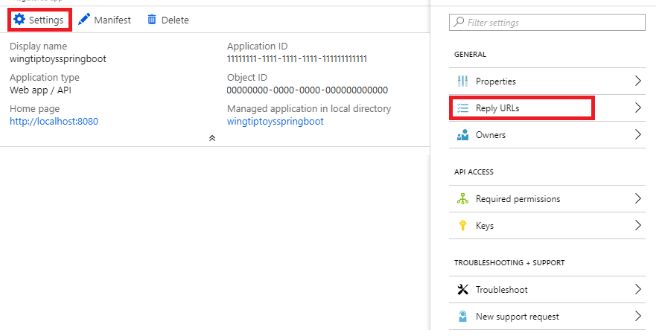 Settings Manifest Delete
Display name
wingtiptoysspringboot
Application type
Web app / API
Home page
http://localhost:8080
Application ID
11111111-1111-1111-1111-111111111111
Object ID
00000000-0000-0000-000000000000
Managed application in local directory
wingtiptoysspringboot
Filter settings
GENERAL
Properties
Reply URLs
Owners
API ACCESS
Required permissions
Keys
TROUBLESHOOTING + SUPPORT
Troubleshoot
New support request